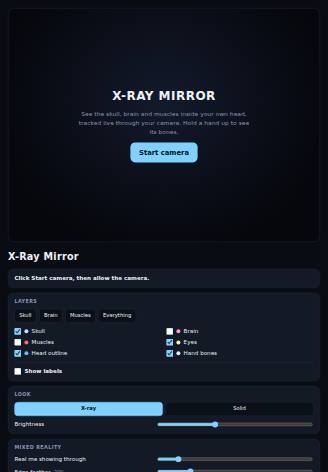 X-RAY MIRROR
See the skull, brain and muscles inside your own head,
tracked live through your camera. Hold a hand up to see
its bones.
Start camera
X-Ray Mirror
Click Start camera, then allow the camera.
LAYERS
Skull Brain Muscles Everything
Skull Brain
Muscles Eyes
Head outline Hand bones
Show labels
LOOK
X-ray Solid
Brightness
MIXED REALITY
Real me showing through